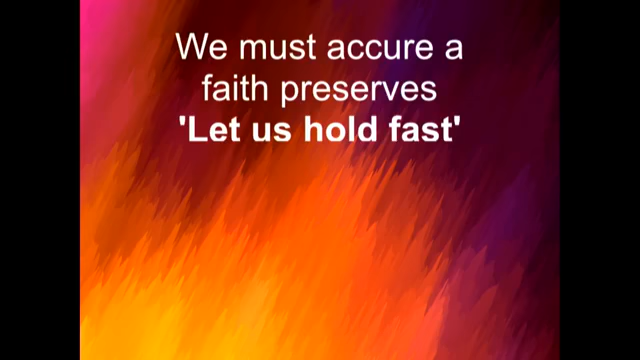 We must accure a
faith preserves
'Let us hold fast'